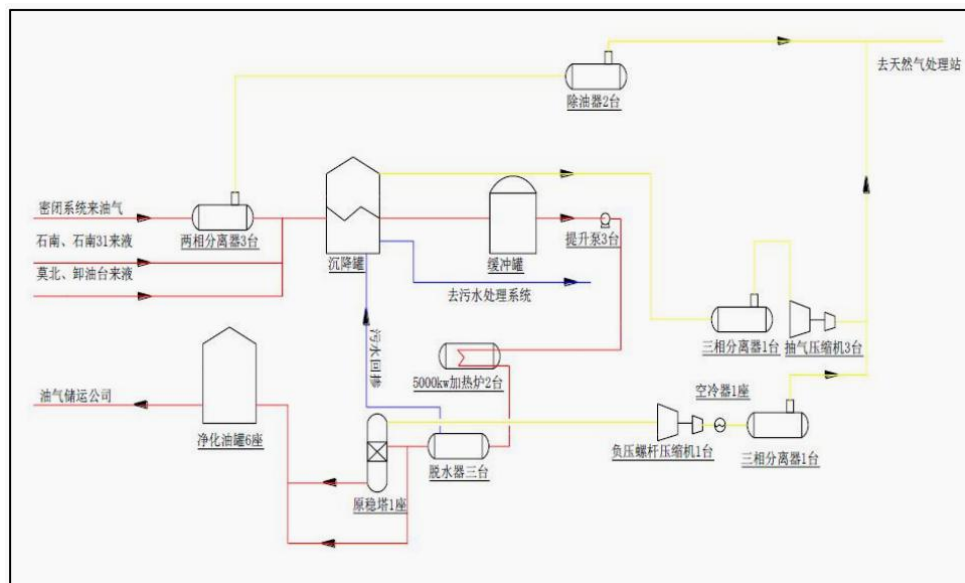 去天然气处理站
除油器2台
密闭系统来油气
两相分离器3台
石南、石南31来液
莫北、卸油台来液
沉降罐
缓冲罐
提升泵3台
去污水处理系统
三相分离器1台
抽气压缩机3台
污水回掺
5000kw加热炉2台
空冷器1座
油气储运公司
净化油罐6座
脱水器三台
原稳塔1座
负压螺杆压缩机1台
三相分离器1台